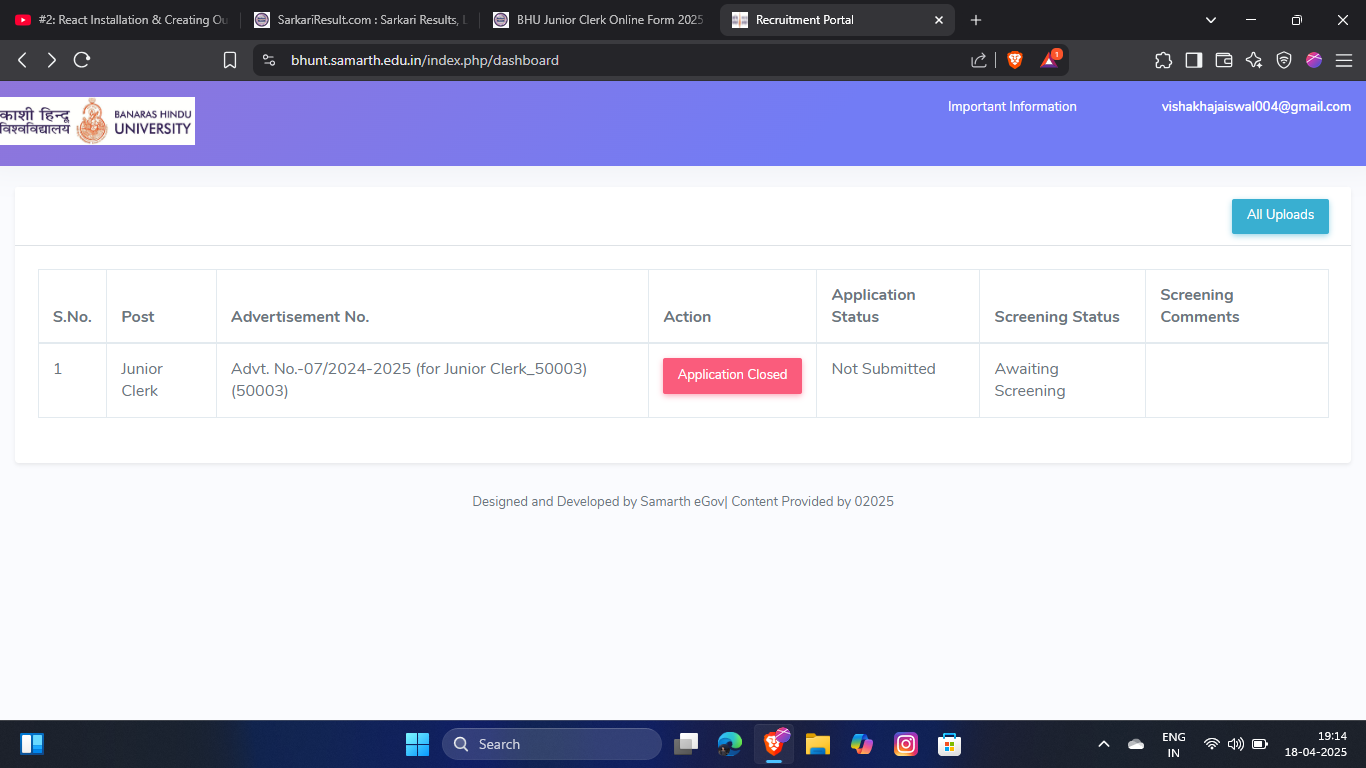 #2: React Installation & Creating Ou
SarkariResult.com : Sarkari Results, L
BHU Junior Clerk Online Form 2025
Recruitment Portal
bhunt.samarth.edu.in/index.php/dashboard
1
काशी हिन्दू
विश्वविद्यालय
BANARAS HINDU
UNIVERSITY
Important Information
vishakhajaiswal004@gmail.com
All Uploads
S.No.
Post
Advertisement No.
Action
Application
Status
Screening Status
Screening
Comments
1
Junior
Clerk
Advt. No.-07/2024-2025 (for Junior Clerk_50003)
(50003)
Application Closed
Not Submitted
Awaiting
Screening
Designed and Developed by Samarth eGov| Content Provided by 02025
Search
ENG
IN
19:14
18-04-2025